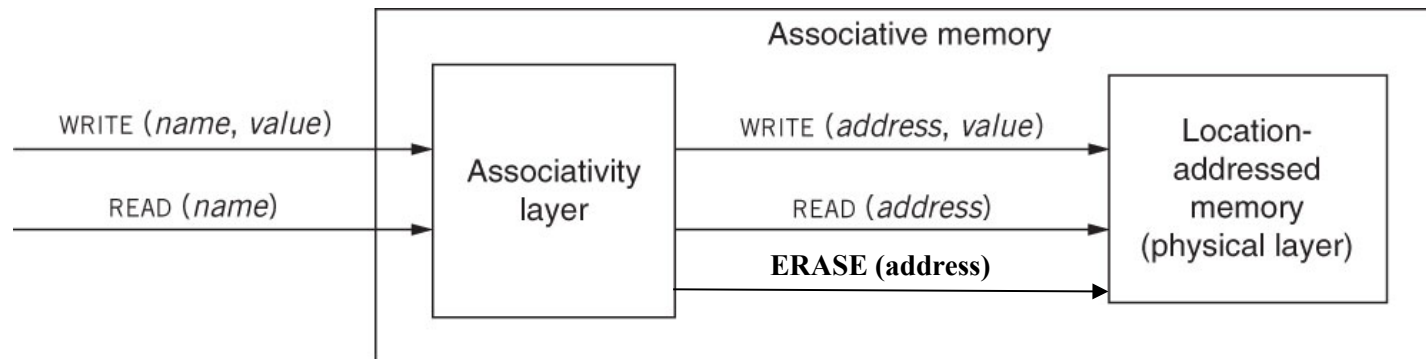 Associative memory
WRITE (name, value)
READ (name)
Associativity
layer
WRITE (address, value)
READ (address)
ERASE (address)
Location-
addressed
memory
(physical layer)